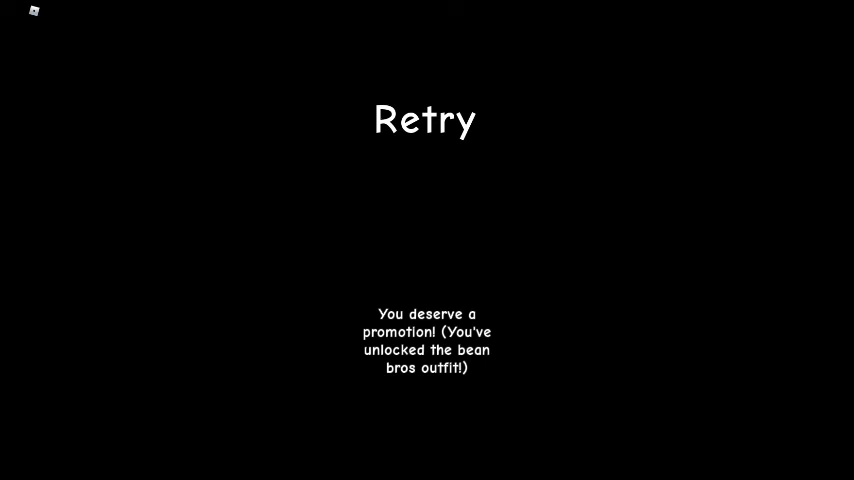 Retry
You deserve a
promotion! (You've
unlocked the bean
bros outfit!)